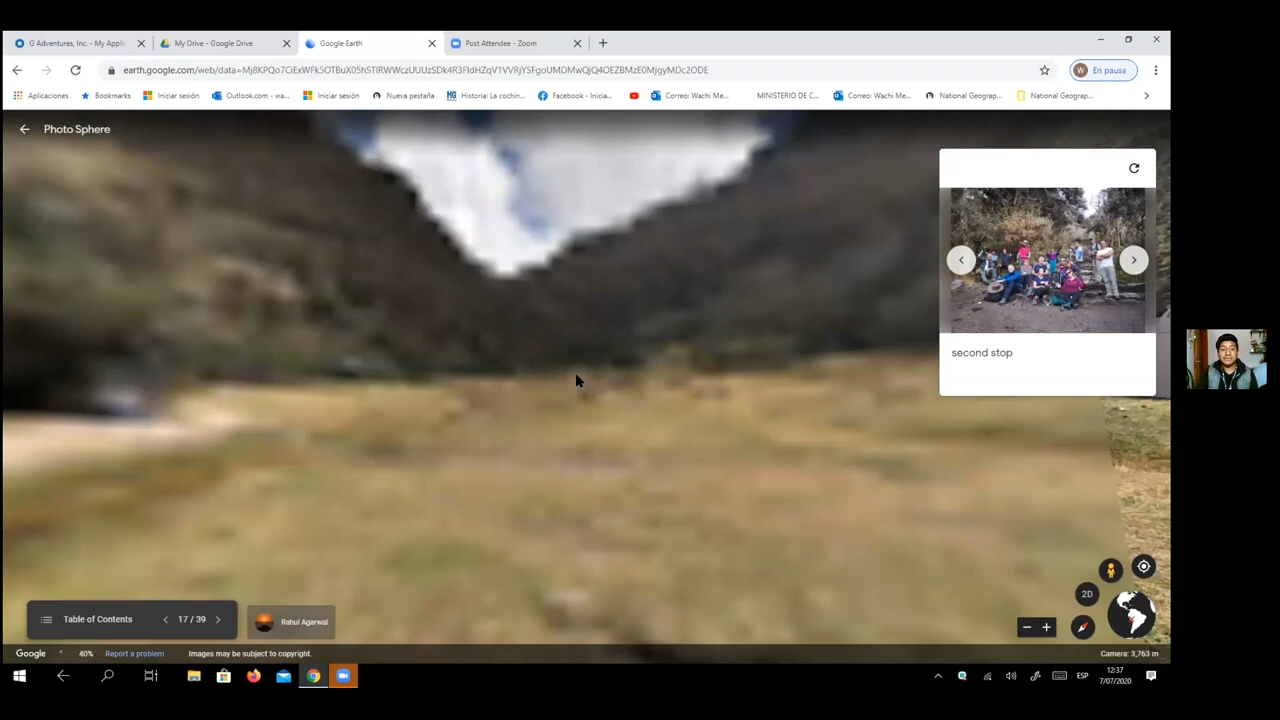 G Adventures, Inc. - My Applic
My Drive - Google Drive
Google Earth
Post Attendee - Zoom
earth.google.com/web/data=Mj8KPQo7CiExWFk5OTBuX05hSTlRWWczUUUzSDk4R3FIdHZqV1VVRjYSFgoUMDMwQjQ4OEZBMzE0MjgyMDc2ODE
En pausa
Aplicaciones
Bookmarks
Iniciar sesión
Outlook.com - wa...
Iniciar sesión
Nueva pestaña
Historia: La cochin...
Facebook - Inicia...
Correo: Wachi Me...
MINISTERIO DE C...
Correo: Wachi Me...
National Geograp...
National Geograp...
Photo Sphere
second stop
2D
Table of Contents
17 / 39
Rahul Agarwal
Google
40%
Report a problem
Images may be subject to copyright.
Camera: 3,763 m
ESP
12:37
7/07/2020